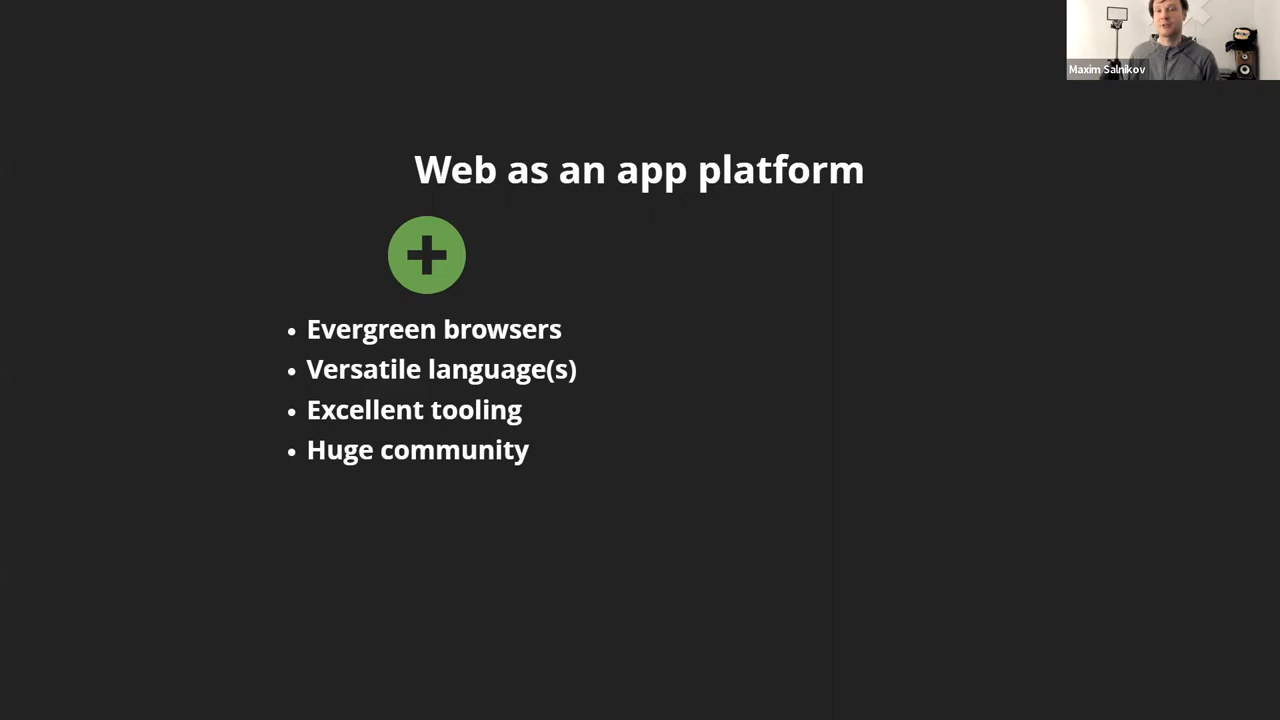 Maxim Salnikov
Web as an app platform
Evergreen browsers
Versatile language(s)
Excellent tooling
Huge community